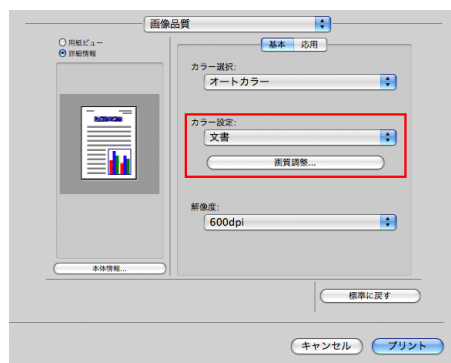 画像品質
用紙ビュー
詳細情報
基本 応用
カラー選択:
オートカラー
カラー設定:
文書
画質調整...
解像度:
600dpi
本体情報...
標準に戻す
キャンセル プリント